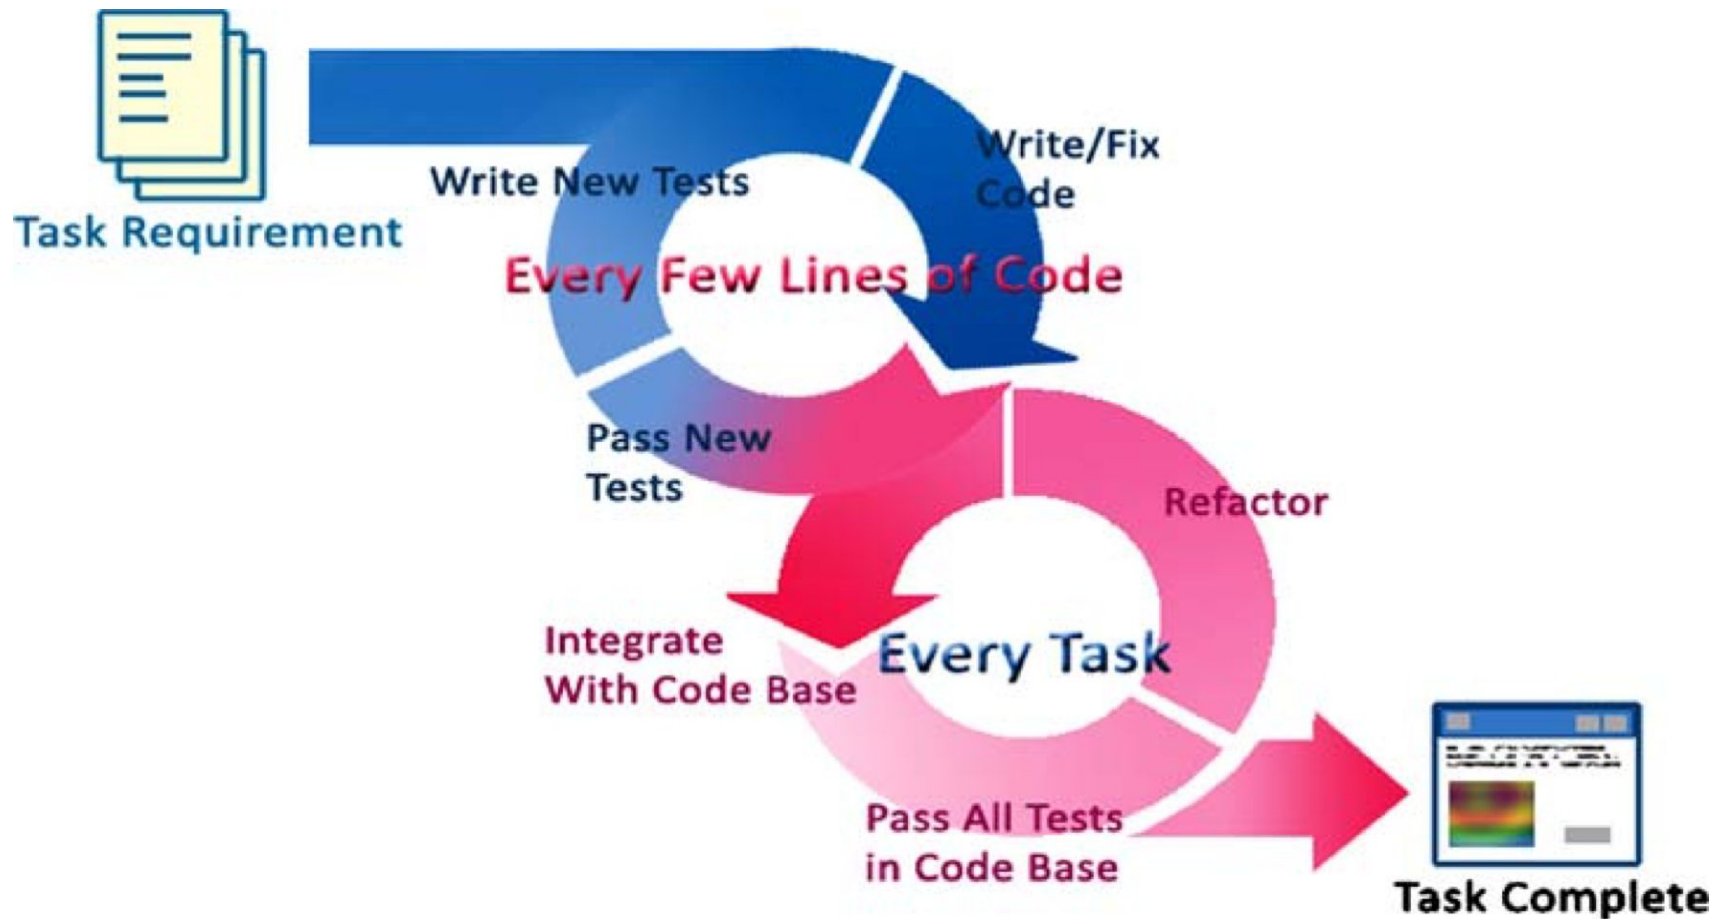 Task Requirement
Write New Tests
Write/Fix
Code
Every Few Lines of Code
Pass New
Tests
Refactor
Integrate
With Code Base
Every Task
Pass All Tests
in Code Base
Task Complete